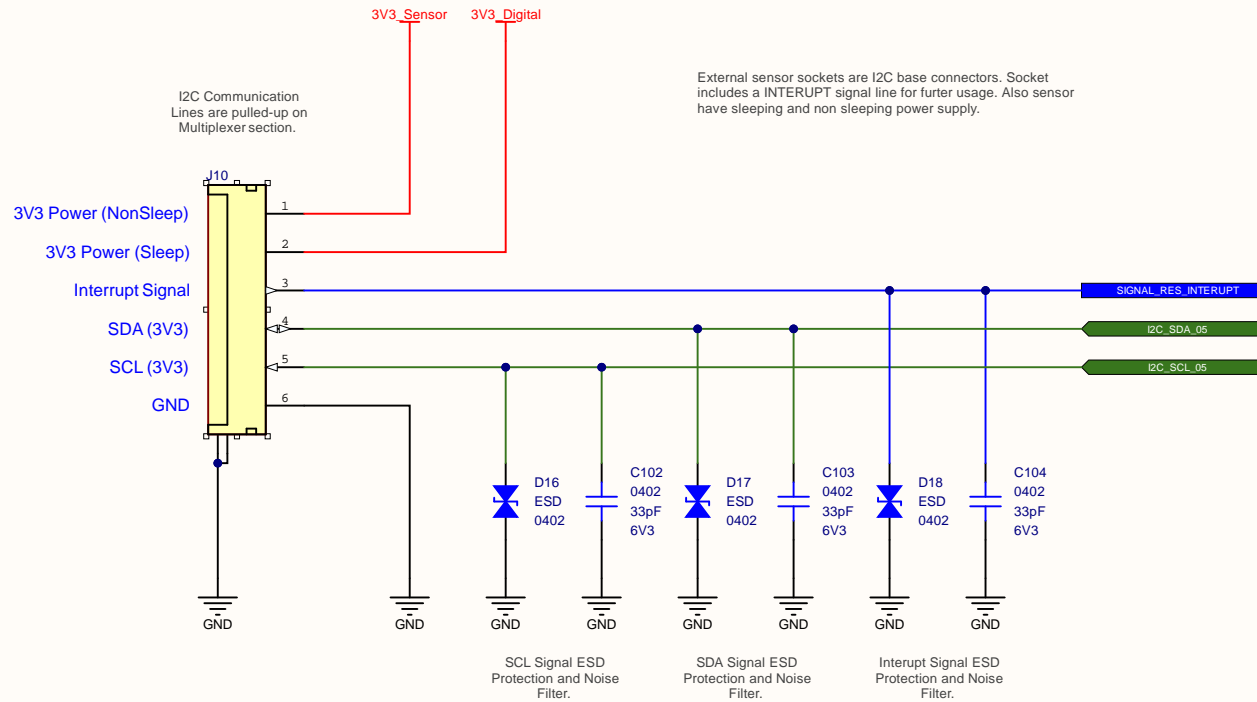 3V3_Sensor
3V3_Digital
I2C Communication
Lines are pulled-up on
Multiplexer section.
External sensor sockets are I2C base connectors. Socket
includes a INTERUPT signal line for furter usage. Also sensor
have sleeping and non sleeping power supply.
J10
3V3 Power (NonSleep)
1
3V3 Power (Sleep)
2
Interrupt Signal
3
SIGNAL_RES_INTERUPT
SDA (3V3)
4
I2C_SDA_05
SCL (3V3)
5
I2C_SCL_05
GND
6
D16
ESD
0402
C102
0402
33pF
6V3
D17
ESD
0402
C103
0402
33pF
6V3
D18
ESD
0402
C104
0402
33pF
6V3
GND
GND
GND
GND
GND
GND
GND
GND
SCL Signal ESD
Protection and Noise
Filter.
SDA Signal ESD
Protection and Noise
Filter.
Interupt Signal ESD
Protection and Noise
Filter.